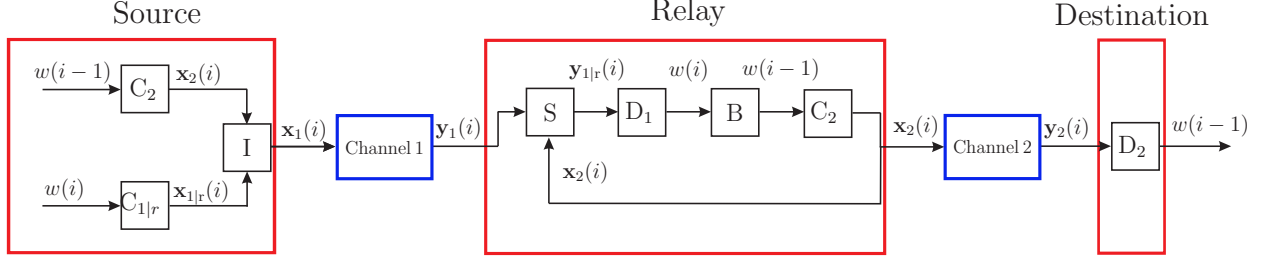 Source
Relay
Destination
w(i−1)
C₂
𝐱₂(i)
I
w(i)
C₁|ᵣ
𝐱₁|ᵣ(i)
𝐱₁(i)
Channel 1
𝐲₁(i)
S
𝐲₁|ᵣ(i)
D₁
w(i)
B
w(i−1)
C₂
𝐱₂(i)
𝐱₂(i)
Channel 2
𝐲₂(i)
D₂
w(i−1)